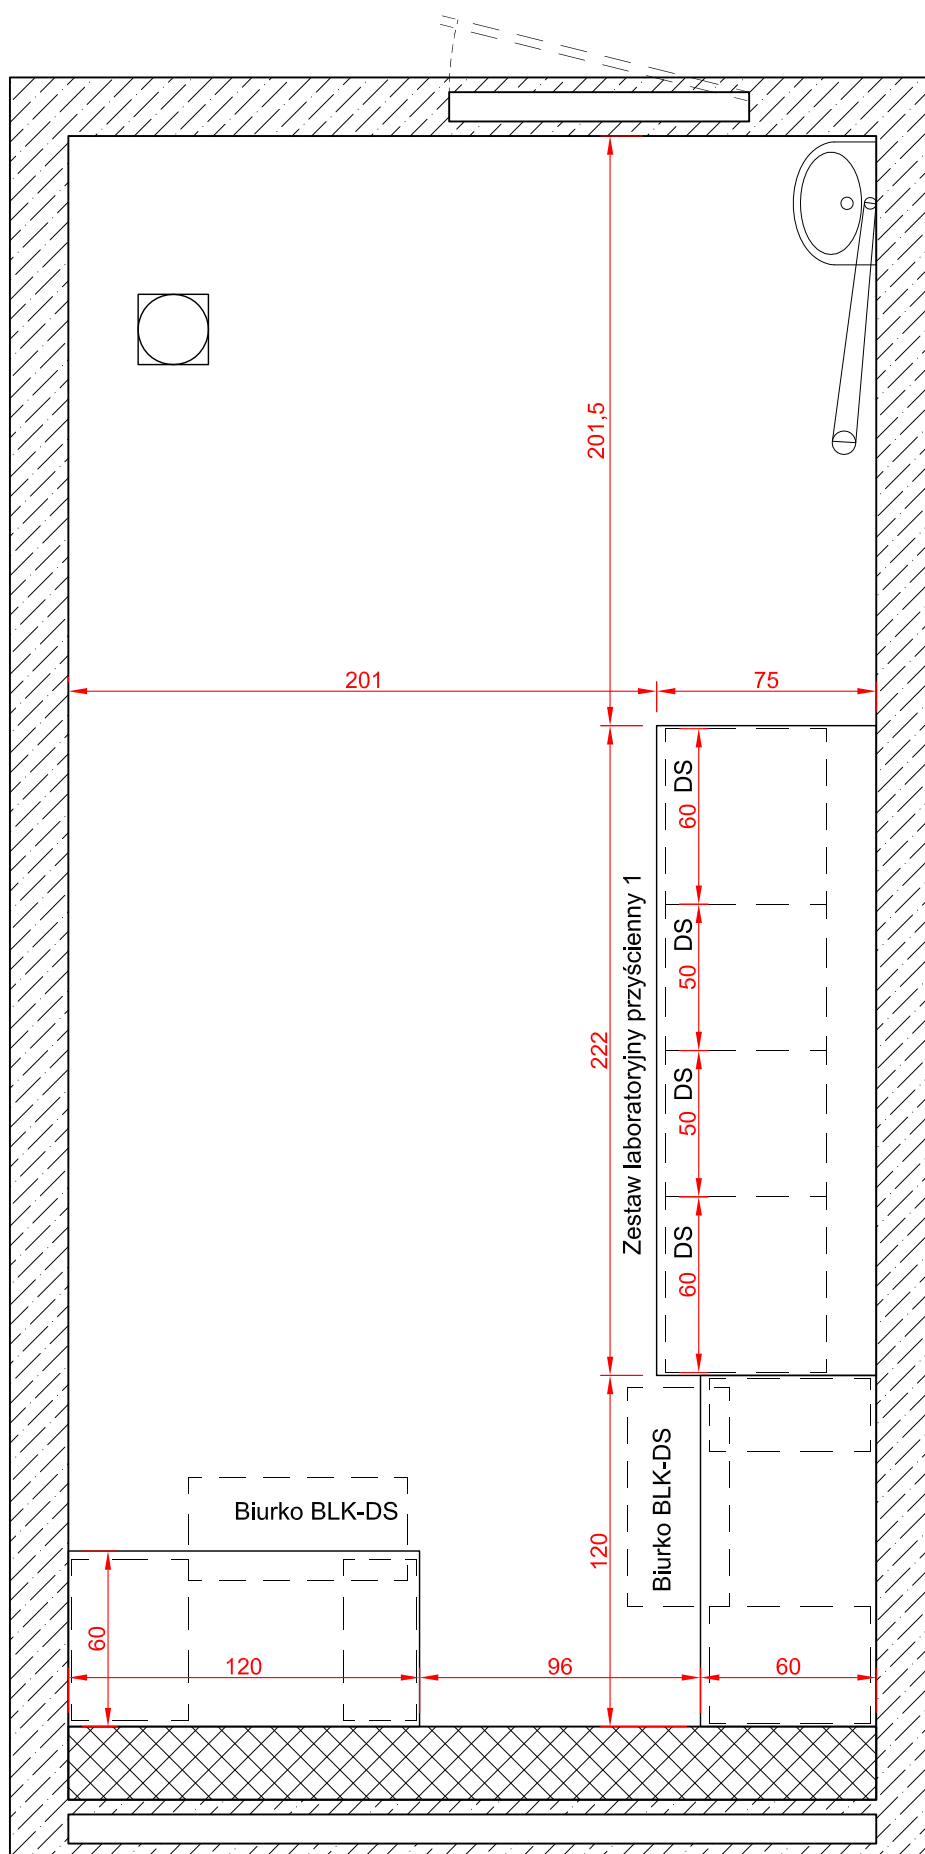 201,5
201
75
60 DS
50 DS
50 DS
60 DS
222
Zestaw laboratoryjny przyścienny 1
Biurko BLK-DS
Biurko BLK-DS
120
60
120
96
60